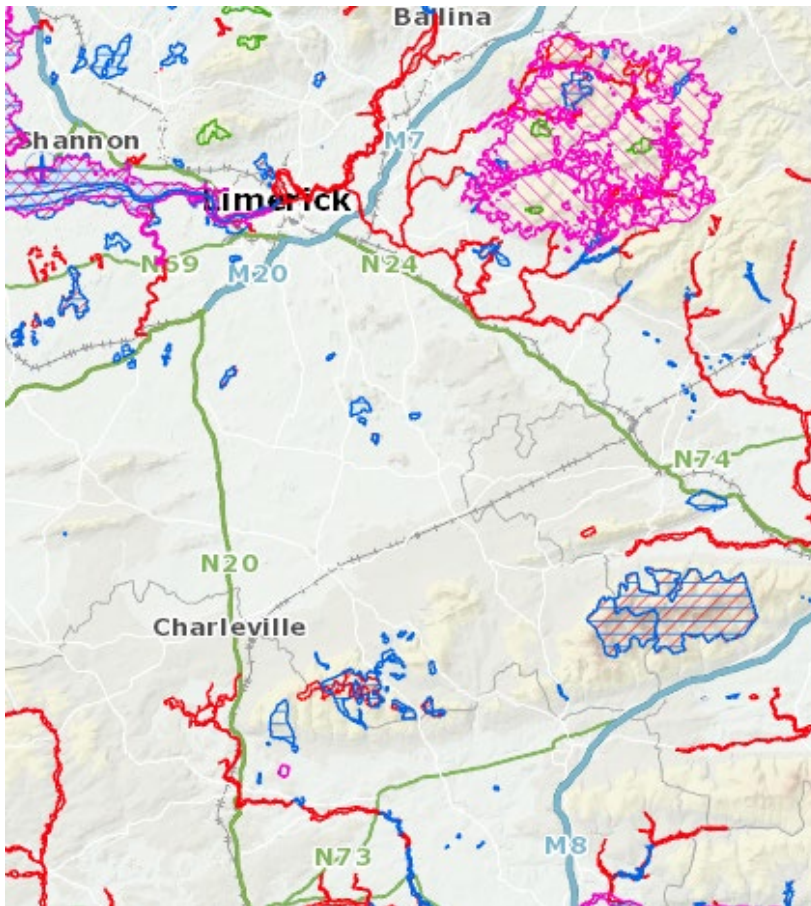 Ballina
M7
Shannon
Limerick
N69
M20
N24
N74
N20
Charleville
N73
M8